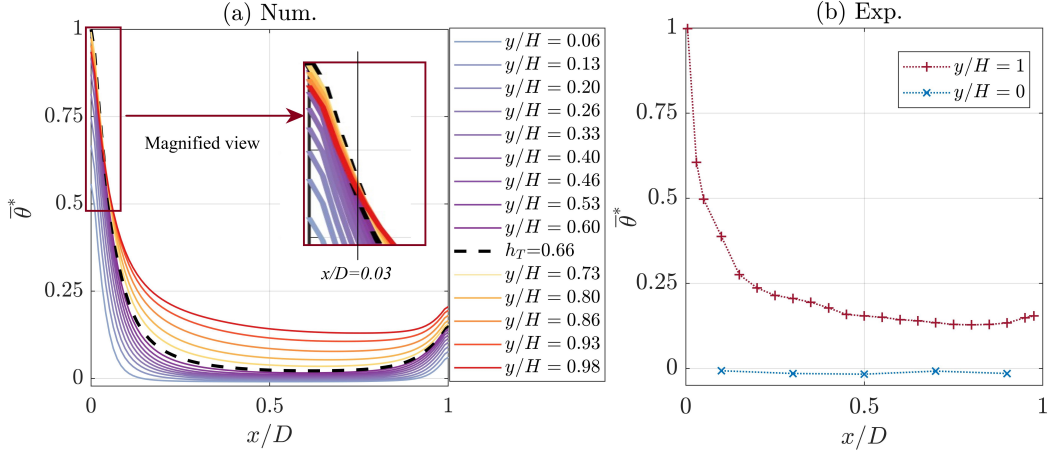 (a) Num.
(b) Exp.
1
0.75
0.5
0.25
0
θ̅*
0
0.5
1
x/D
Magnified view
x/D=0.03
y/H = 0.06
y/H = 0.13
y/H = 0.20
y/H = 0.26
y/H = 0.33
y/H = 0.40
y/H = 0.46
y/H = 0.53
y/H = 0.60
h_T=0.66
y/H = 0.73
y/H = 0.80
y/H = 0.86
y/H = 0.93
y/H = 0.98
1
0.75
0.5
0.25
0
θ̅*
0
0.5
1
x/D
y/H = 1
y/H = 0